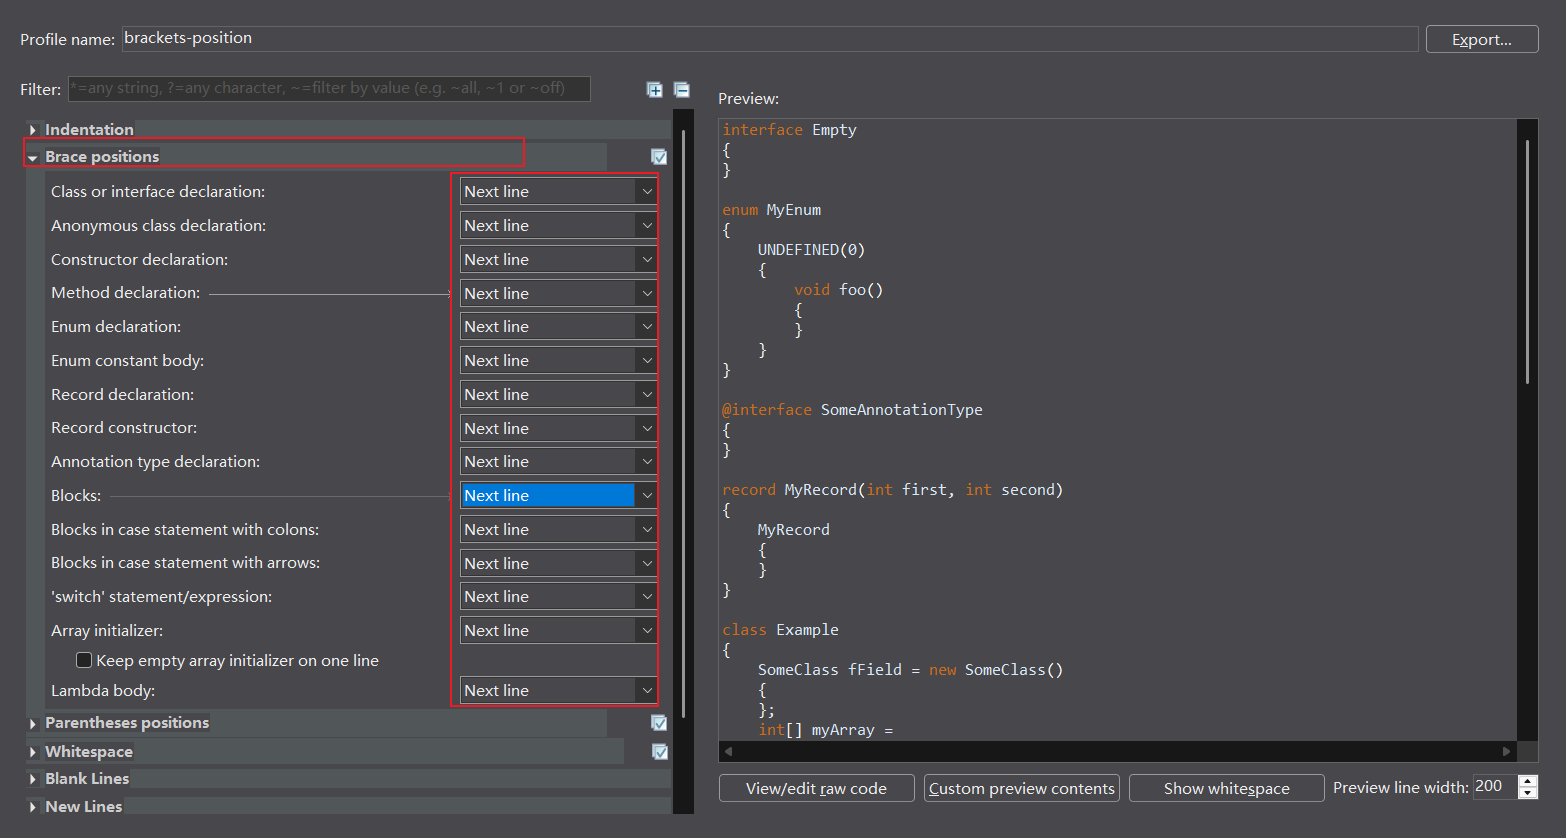 Profile name: brackets-position Export...
Filter: *=any string, ?=any character, ~=filter by value (e.g. ~all, ~1 or ~off)
Indentation
Brace positions
Class or interface declaration: Next line
Anonymous class declaration: Next line
Constructor declaration: Next line
Method declaration: Next line
Enum declaration: Next line
Enum constant body: Next line
Record declaration: Next line
Record constructor: Next line
Annotation type declaration: Next line
Blocks: Next line
Blocks in case statement with colons: Next line
Blocks in case statement with arrows: Next line
'switch' statement/expression: Next line
Array initializer: Next line
Keep empty array initializer on one line
Lambda body: Next line
Parentheses positions
Whitespace
Blank Lines
New Lines
Preview:
interface Empty
{
}
enum MyEnum
{
UNDEFINED(0)
{
void foo()
{
}
}
}
@interface SomeAnnotationType
{
}
record MyRecord(int first, int second)
{
MyRecord
{
}
}
class Example
{
SomeClass fField = new SomeClass()
{
};
int[] myArray =
View/edit raw code Custom preview contents Show whitespace Preview line width: 200